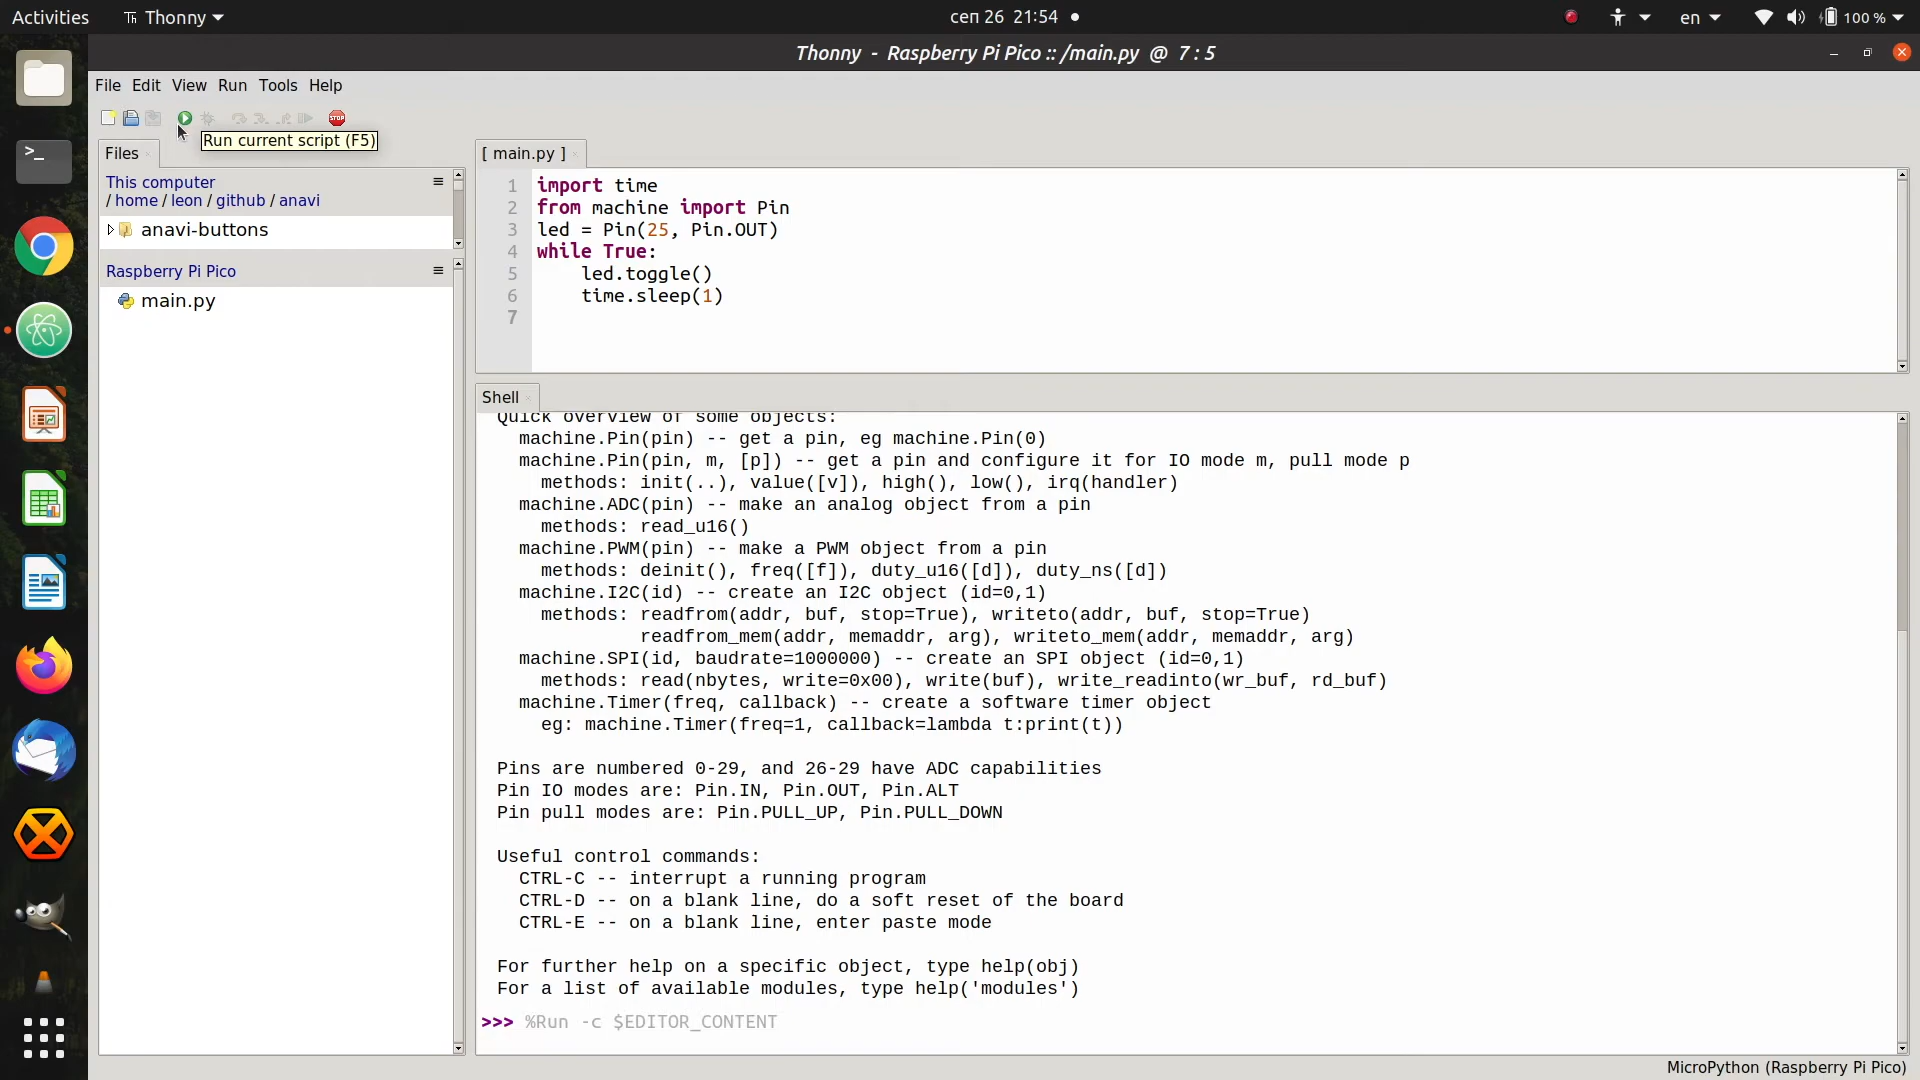 Activities
Thonny
сеп 26 21:54
en
100 %
Thonny - Raspberry Pi Pico :: /main.py @ 7 : 5
File Edit View Run Tools Help
STOP
Run current script (F5)
Files
This computer
/ home / leon / github / anavi
anavi-buttons
Raspberry Pi Pico
main.py
[ main.py ]
1 import time
2 from machine import Pin
3 led = Pin(25, Pin.OUT)
4 while True:
5 led.toggle()
6 time.sleep(1)
7
Shell
Quick overview of some objects:
machine.Pin(pin) -- get a pin, eg machine.Pin(0)
machine.Pin(pin, m, [p]) -- get a pin and configure it for IO mode m, pull mode p
methods: init(..), value([v]), high(), low(), irq(handler)
machine.ADC(pin) -- make an analog object from a pin
methods: read_u16()
machine.PWM(pin) -- make a PWM object from a pin
methods: deinit(), freq([f]), duty_u16([d]), duty_ns([d])
machine.I2C(id) -- create an I2C object (id=0,1)
methods: readfrom(addr, buf, stop=True), writeto(addr, buf, stop=True)
readfrom_mem(addr, memaddr, arg), writeto_mem(addr, memaddr, arg)
machine.SPI(id, baudrate=1000000) -- create an SPI object (id=0,1)
methods: read(nbytes, write=0x00), write(buf), write_readinto(wr_buf, rd_buf)
machine.Timer(freq, callback) -- create a software timer object
eg: machine.Timer(freq=1, callback=lambda t:print(t))
Pins are numbered 0-29, and 26-29 have ADC capabilities
Pin IO modes are: Pin.IN, Pin.OUT, Pin.ALT
Pin pull modes are: Pin.PULL_UP, Pin.PULL_DOWN
Useful control commands:
CTRL-C -- interrupt a running program
CTRL-D -- on a blank line, do a soft reset of the board
CTRL-E -- on a blank line, enter paste mode
For further help on a specific object, type help(obj)
For a list of available modules, type help('modules')
>>> %Run -c $EDITOR_CONTENT
MicroPython (Raspberry Pi Pico)